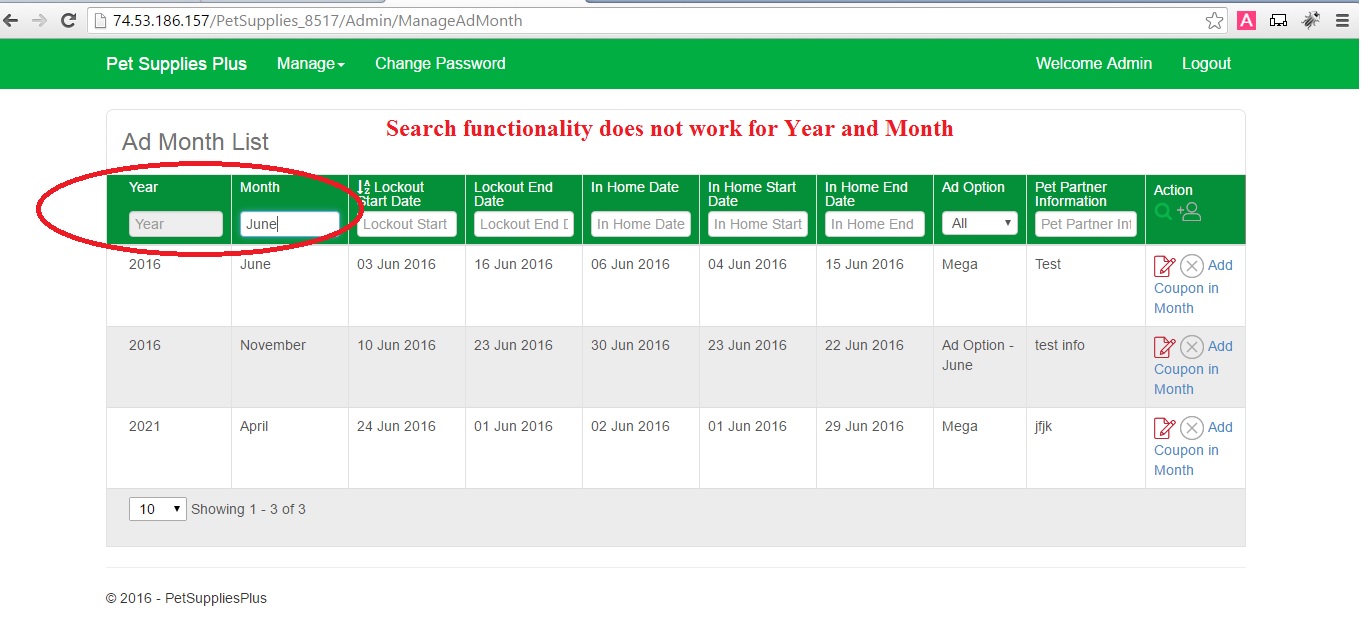 74.53.186.157/PetSupplies_8517/Admin/ManageAdMonth
A
Pet Supplies Plus Manage Change Password Welcome Admin Logout
Search functionality does not work for Year and Month
Ad Month List
Year Month Lockout Start Date Lockout End Date In Home Date In Home Start Date In Home End Date Ad Option Pet Partner Information Action
Year June Lockout Start Lockout End D In Home Date In Home Start In Home End All Pet Partner Inf
2016 June 03 Jun 2016 16 Jun 2016 06 Jun 2016 04 Jun 2016 15 Jun 2016 Mega Test Add
Coupon in
Month
2016 November 10 Jun 2016 23 Jun 2016 30 Jun 2016 23 Jun 2016 22 Jun 2016 Ad Option - Add
June Coupon in
test info
Month
2021 April 24 Jun 2016 01 Jun 2016 02 Jun 2016 01 Jun 2016 29 Jun 2016 Mega jfjk Add
Coupon in
Month
10 Showing 1 - 3 of 3
© 2016 - PetSuppliesPlus